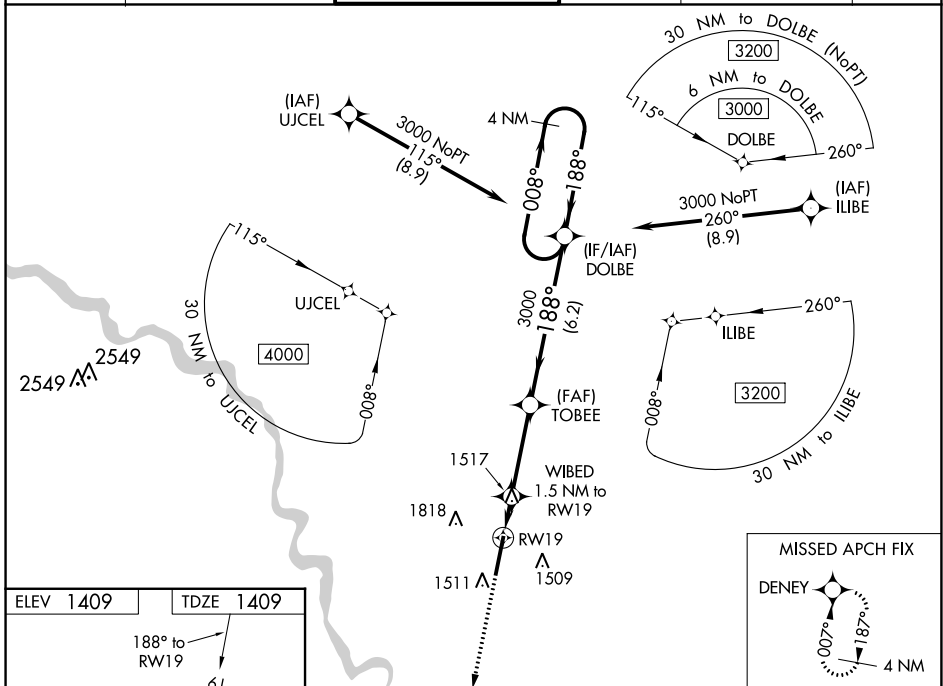 30 NM to DOLBE (NoPT)
3200
6 NM to DOLBE
3000
115°
DOLBE
260°
(IAF)
UJCEL
3000 NoPT
115°
(8.9)
4 NM
008°
188°
(IF/IAF)
DOLBE
3000 NoPT
260°
(8.9)
(IAF)
ILIBE
115°
UJCEL
30 NM to UJCEL
4000
008°
2549
2549
3000
188°
(6.2)
(FAF)
TOBEE
260°
ILIBE
008°
3200
30 NM to ILIBE
1517
WIBED
1.5 NM to
RW19
1818
RW19
1511
1509
MISSED APCH FIX
DENEY
007°
187°
4 NM
ELEV 1409
TDZE 1409
188° to
RW19